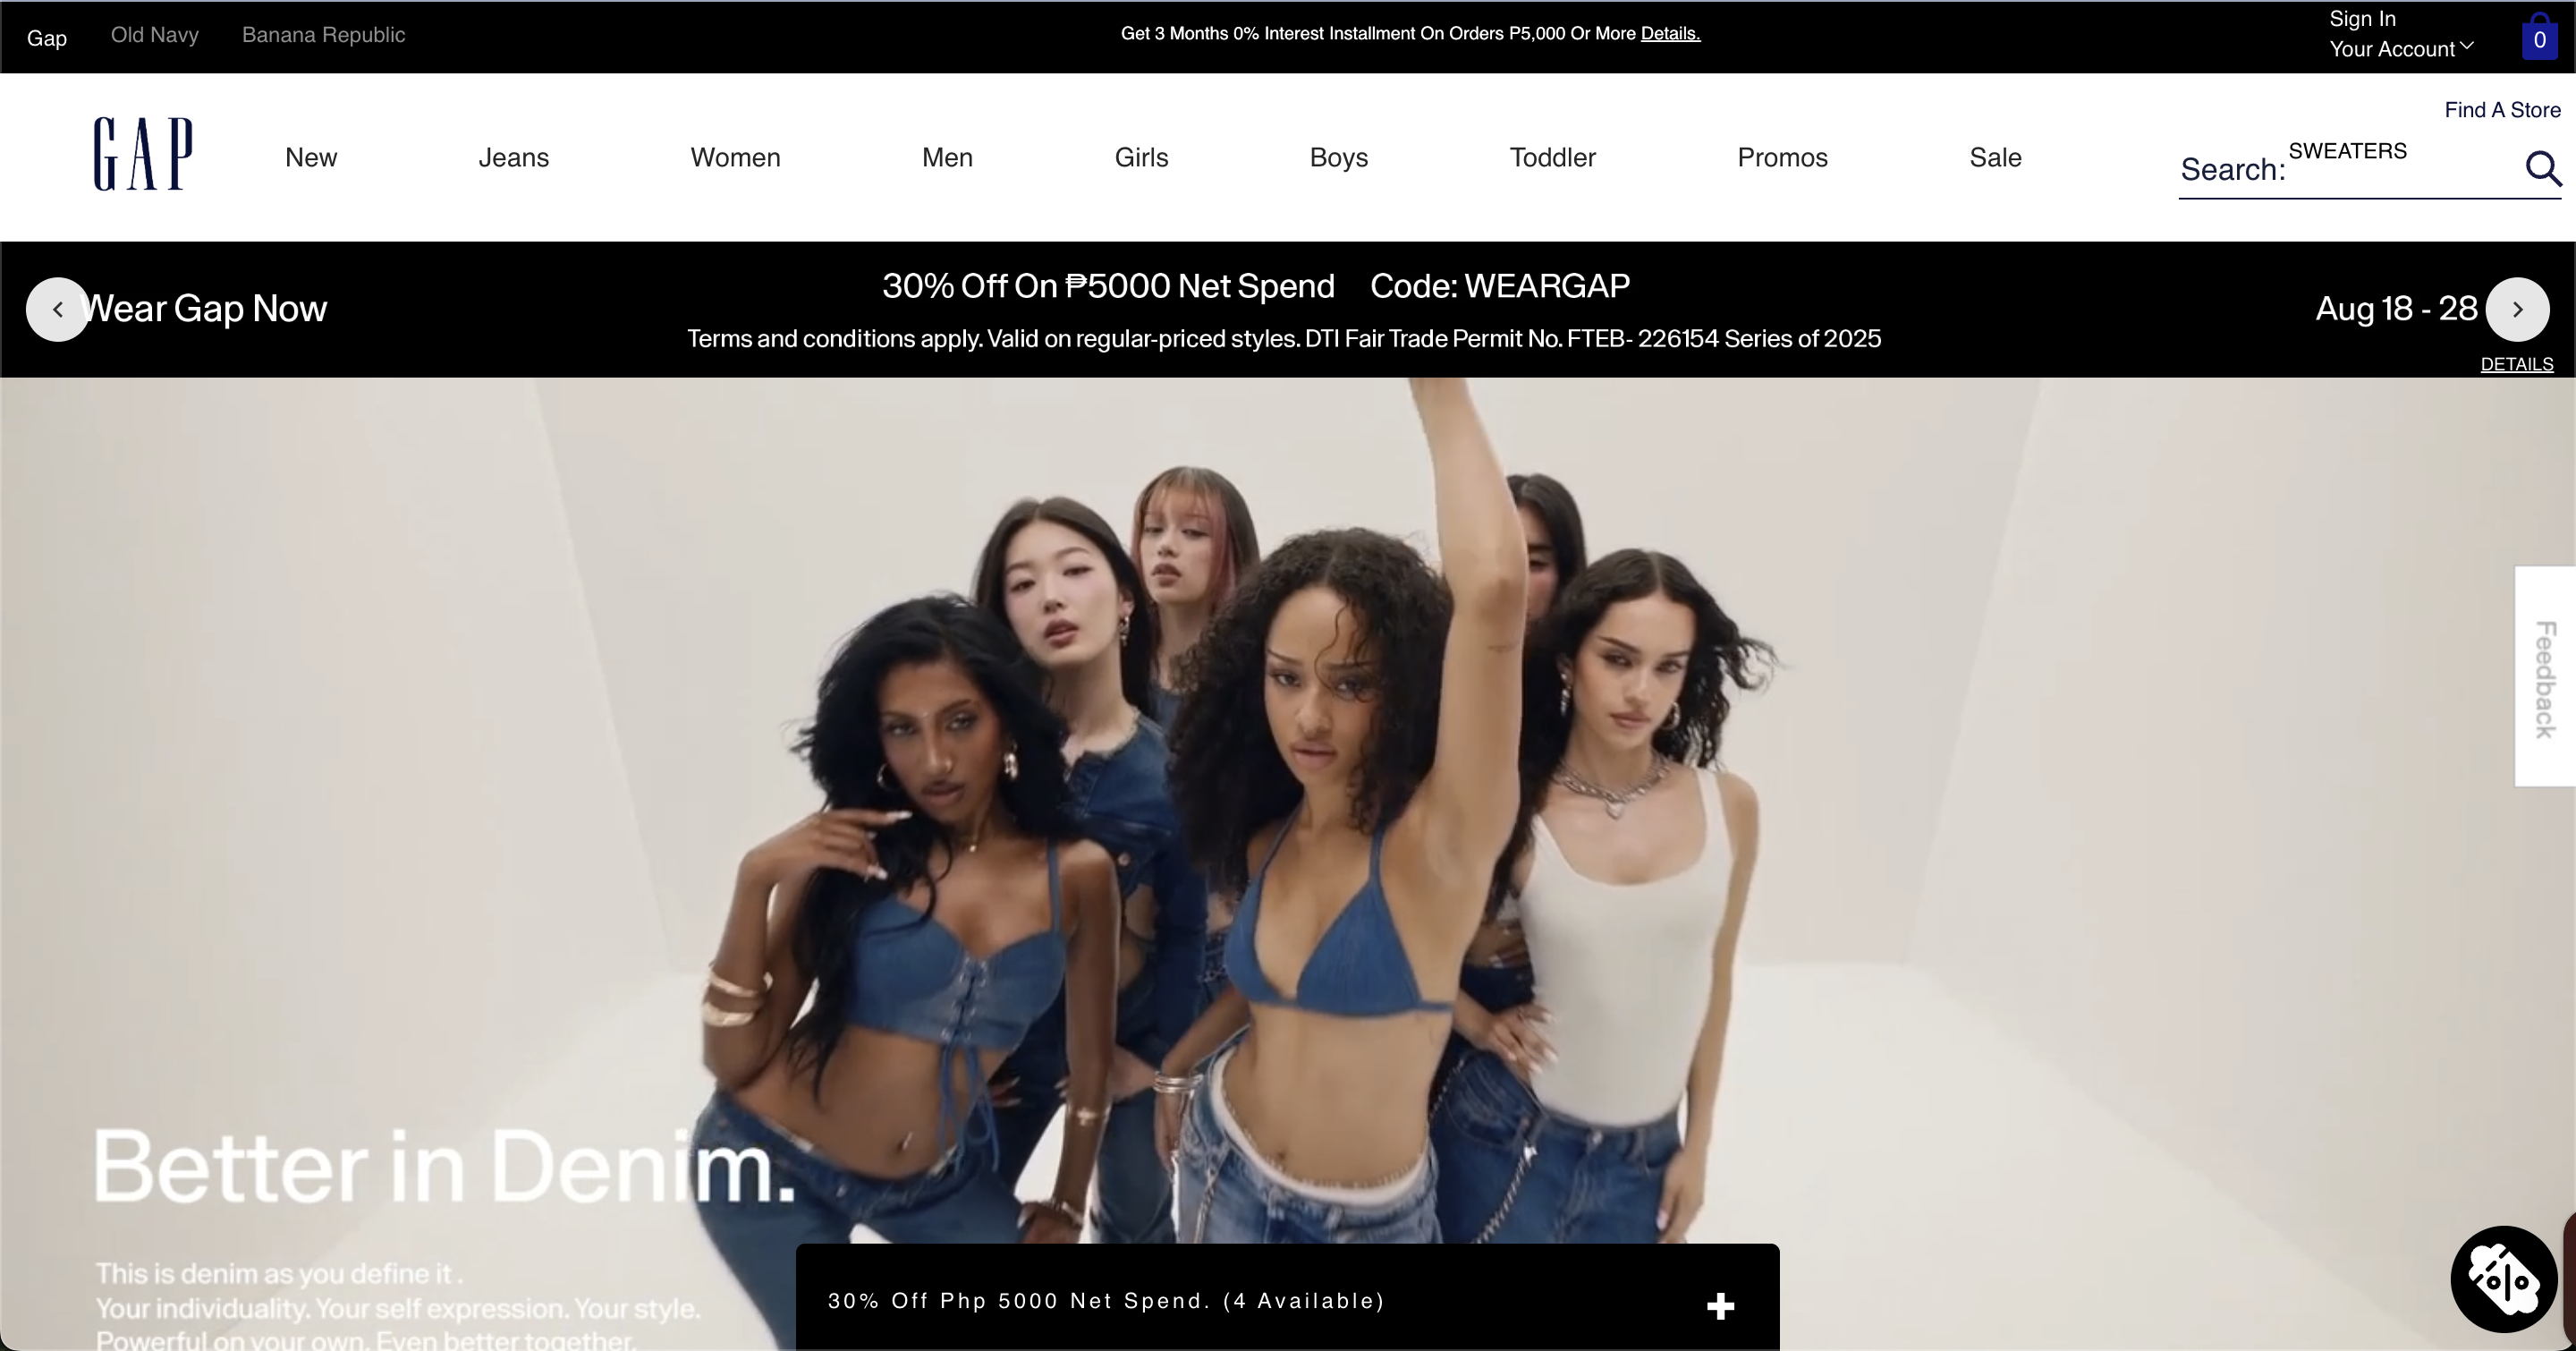 Gap Old Navy Banana Republic
Get 3 Months 0% Interest Installment On Orders P5,000 Or More Details.
Sign In
Your Account
0
GAP
New Jeans Women Men Girls Boys Toddler Promos Sale
Find A Store
Search: SWEATERS
Wear Gap Now
30% Off On ₱5000 Net Spend Code: WEARGAP
Terms and conditions apply. Valid on regular-priced styles. DTI Fair Trade Permit No. FTEB- 226154 Series of 2025
Aug 18 - 28
DETAILS
Feedback
Better in Denim.
This is denim as you define it .
Your individuality. Your self expression. Your style.
Powerful on your own. Even better together.
30% Off Php 5000 Net Spend. (4 Available)